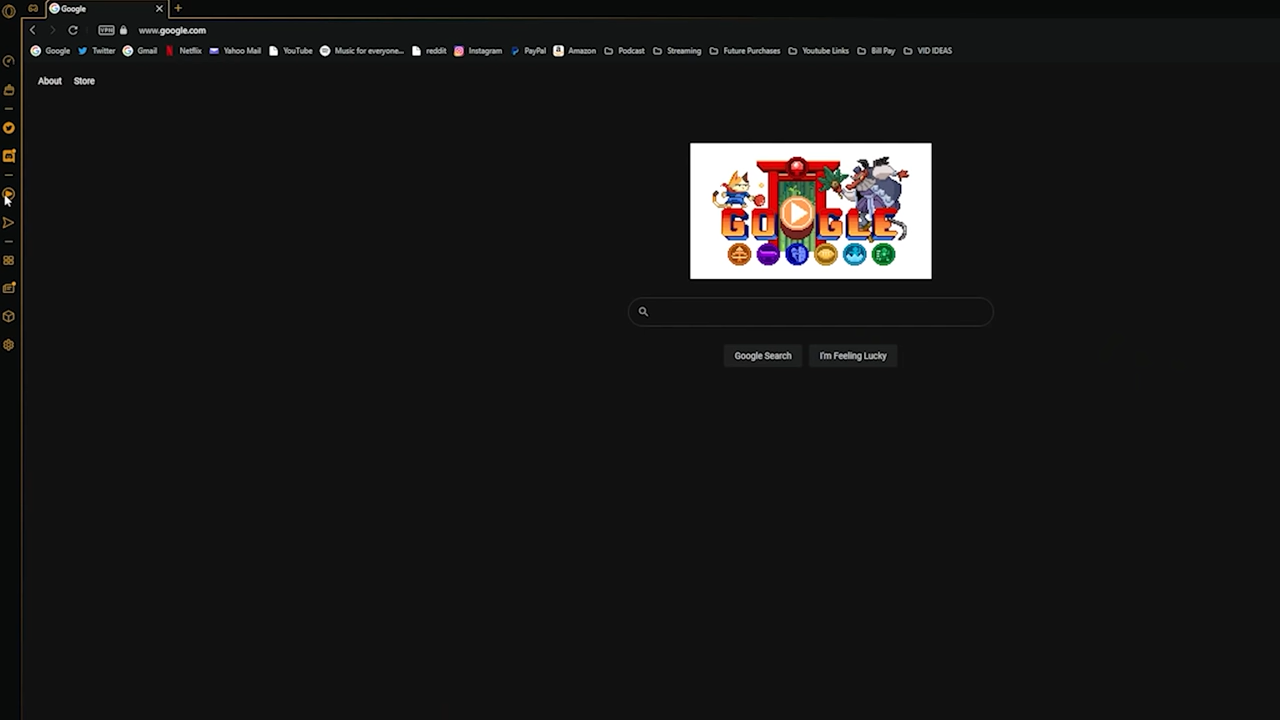 Google
VPN www.google.com
Google Twitter Gmail Netflix Yahoo Mail YouTube Music for everyone... reddit Instagram PayPal Amazon Podcast Streaming Future Purchases Youtube Links Bill Pay VID IDEAS
About Store
GOOGLE
Google Search I'm Feeling Lucky